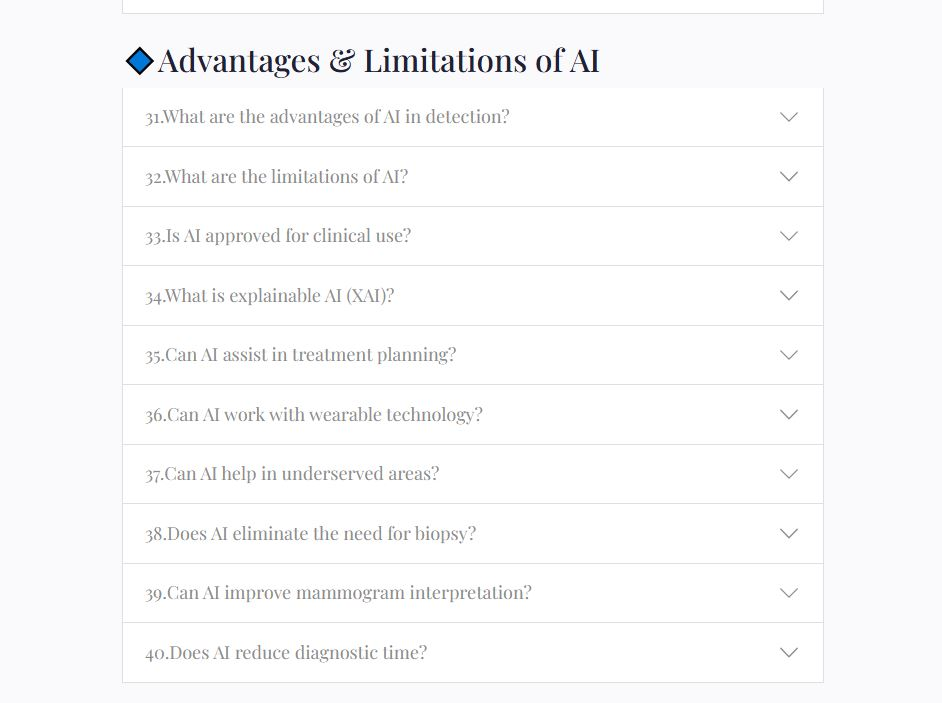 Advantages & Limitations of AI
31.What are the advantages of AI in detection?
32.What are the limitations of AI?
33.Is AI approved for clinical use?
34.What is explainable AI (XAI)?
35.Can AI assist in treatment planning?
36.Can AI work with wearable technology?
37.Can AI help in underserved areas?
38.Does AI eliminate the need for biopsy?
39.Can AI improve mammogram interpretation?
40.Does AI reduce diagnostic time?